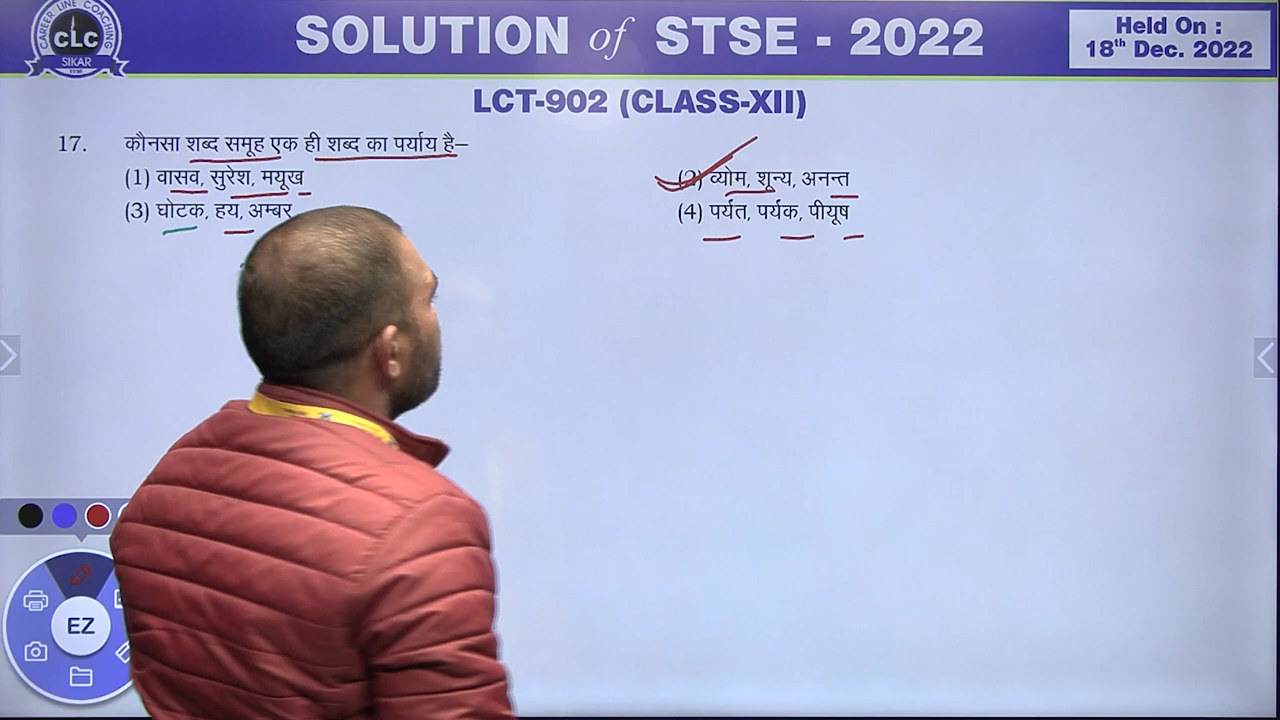 CAREER LINE COACHING
CLC
SIKAR
SOLUTION of STSE - 2022
Held On :
18th Dec. 2022
LCT-902 (CLASS-XII)
17. कौनसा शब्द समूह एक ही शब्द का पर्याय है–
(1) वासव, सुरेश, मयूख (2) व्योम, शून्य, अनन्त
(3) घोटक, हय, अम्बर (4) पर्यंत, पर्यंक, पीयूष
EZ